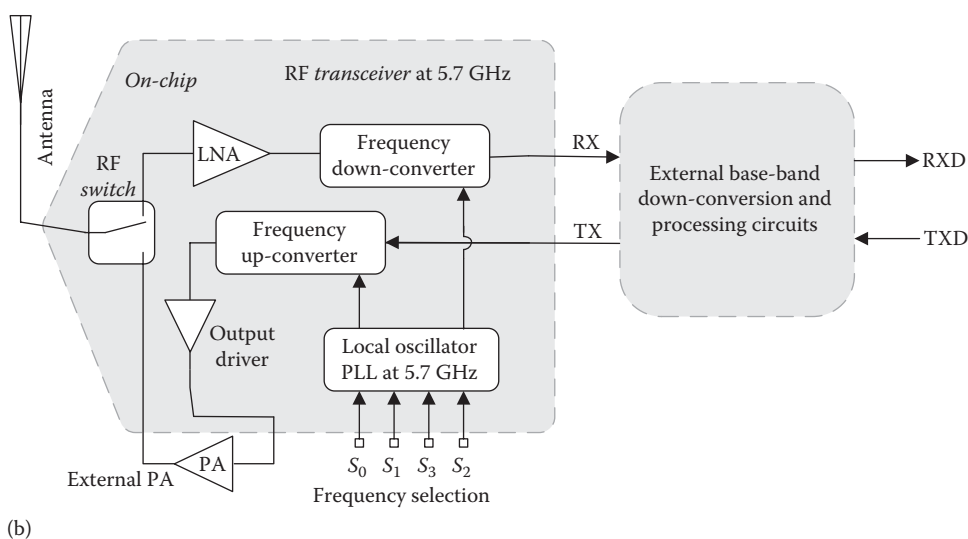 On-chip
RF transceiver at 5.7 GHz
Antenna
RF
switch
LNA
Frequency
down-converter
RX
External base-band
down-conversion and
processing circuits
RXD
Frequency
up-converter
TX
TXD
Output
driver
Local oscillator
PLL at 5.7 GHz
PA
External PA
S0 S1 S3 S2
Frequency selection
(b)